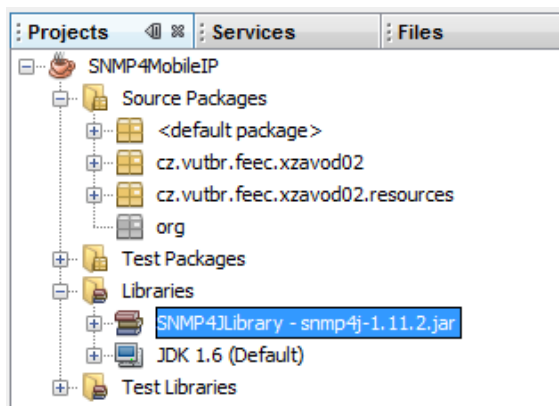 Projects Services Files
SNMP4MobileIP
Source Packages
<default package>
cz.vutbr.feec.xzavod02
cz.vutbr.feec.xzavod02.resources
org
Test Packages
Libraries
SNMP4JLibrary - snmp4j-1.11.2.jar
JDK 1.6 (Default)
Test Libraries